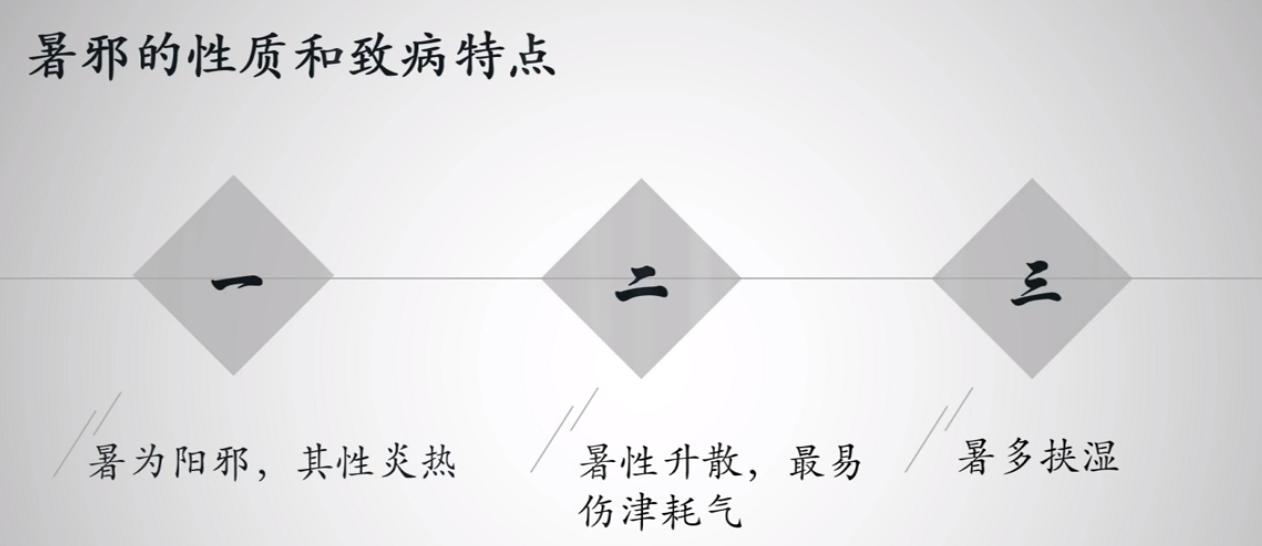 暑邪的性质和致病特点
一
二
三
暑为阳邪，其性炎热
暑性升散，最易
伤津耗气
暑多挟湿